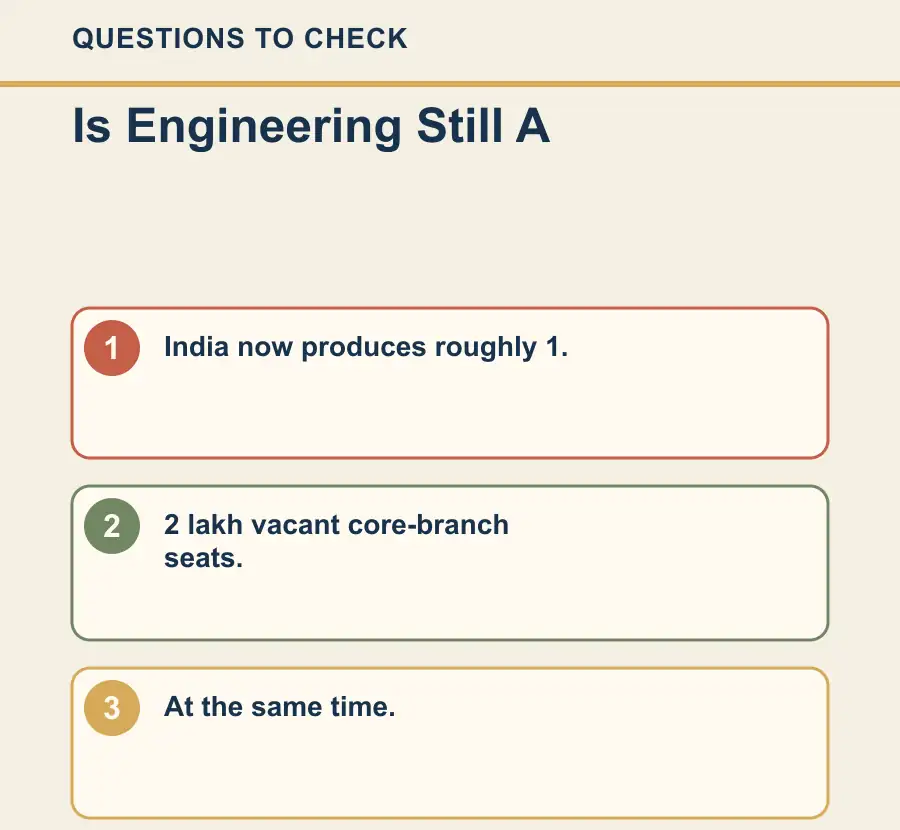 QUESTIONS TO CHECK
Is Engineering Still A
1
India now produces roughly 1.
2
2 lakh vacant core-branch
seats.
3
At the same time.